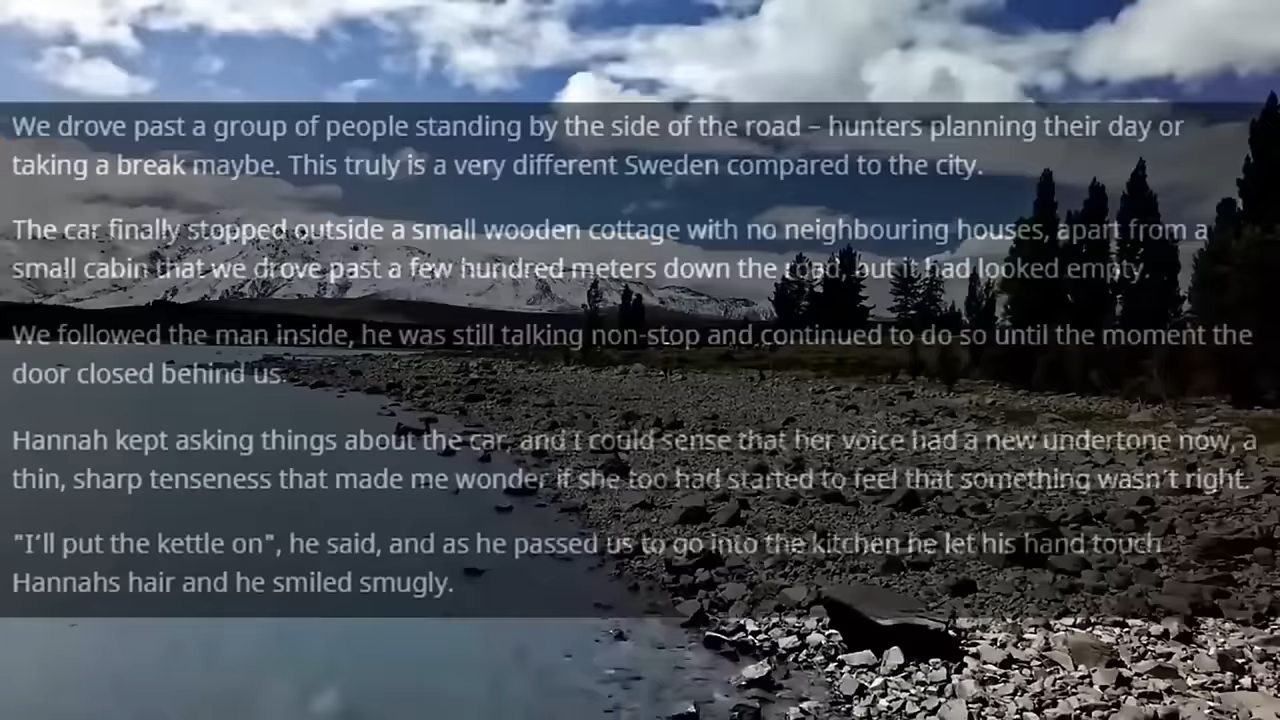 We drove past a group of people standing by the side of the road – hunters planning their day or
taking a break maybe. This truly is a very different Sweden compared to the city.
The car finally stopped outside a small wooden cottage with no neighbouring houses, apart from a
small cabin that we drove past a few hundred meters down the road, but it had looked empty.
We followed the man inside, he was still talking non-stop and continued to do so until the moment the
door closed behind us.
Hannah kept asking things about the car, and I could sense that her voice had a new undertone now, a
thin, sharp tenseness that made me wonder if she too had started to feel that something wasn't right.
"I'll put the kettle on", he said, and as he passed us to go into the kitchen he let his hand touch
Hannahs hair and he smiled smugly.